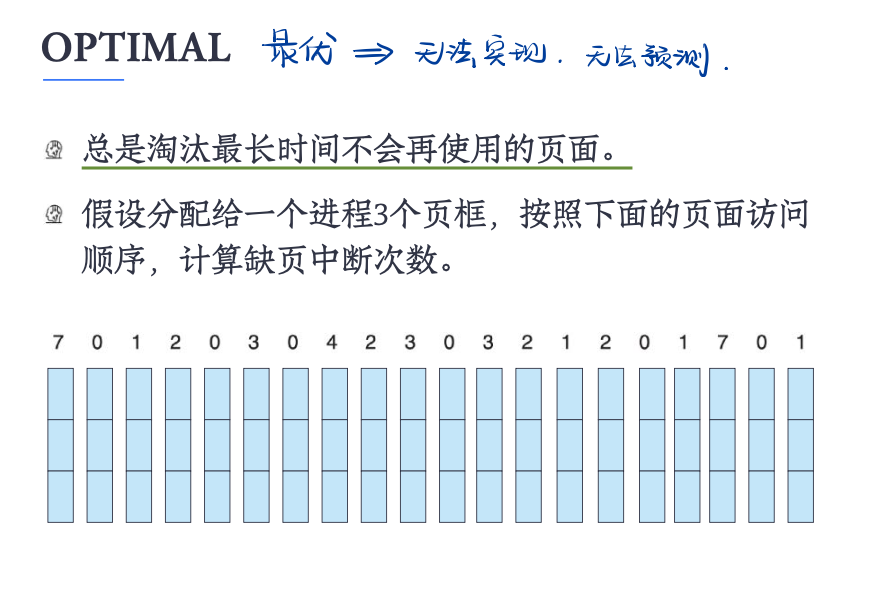 OPTIMAL 最优 ⇒ 无法实现. 无法预测.
总是淘汰最长时间不会再使用的页面。
假设分配给一个进程3个页框，按照下面的页面访问
顺序，计算缺页中断次数。
7 0 1 2 0 3 0 4 2 3 0 3 2 1 2 0 1 7 0 1